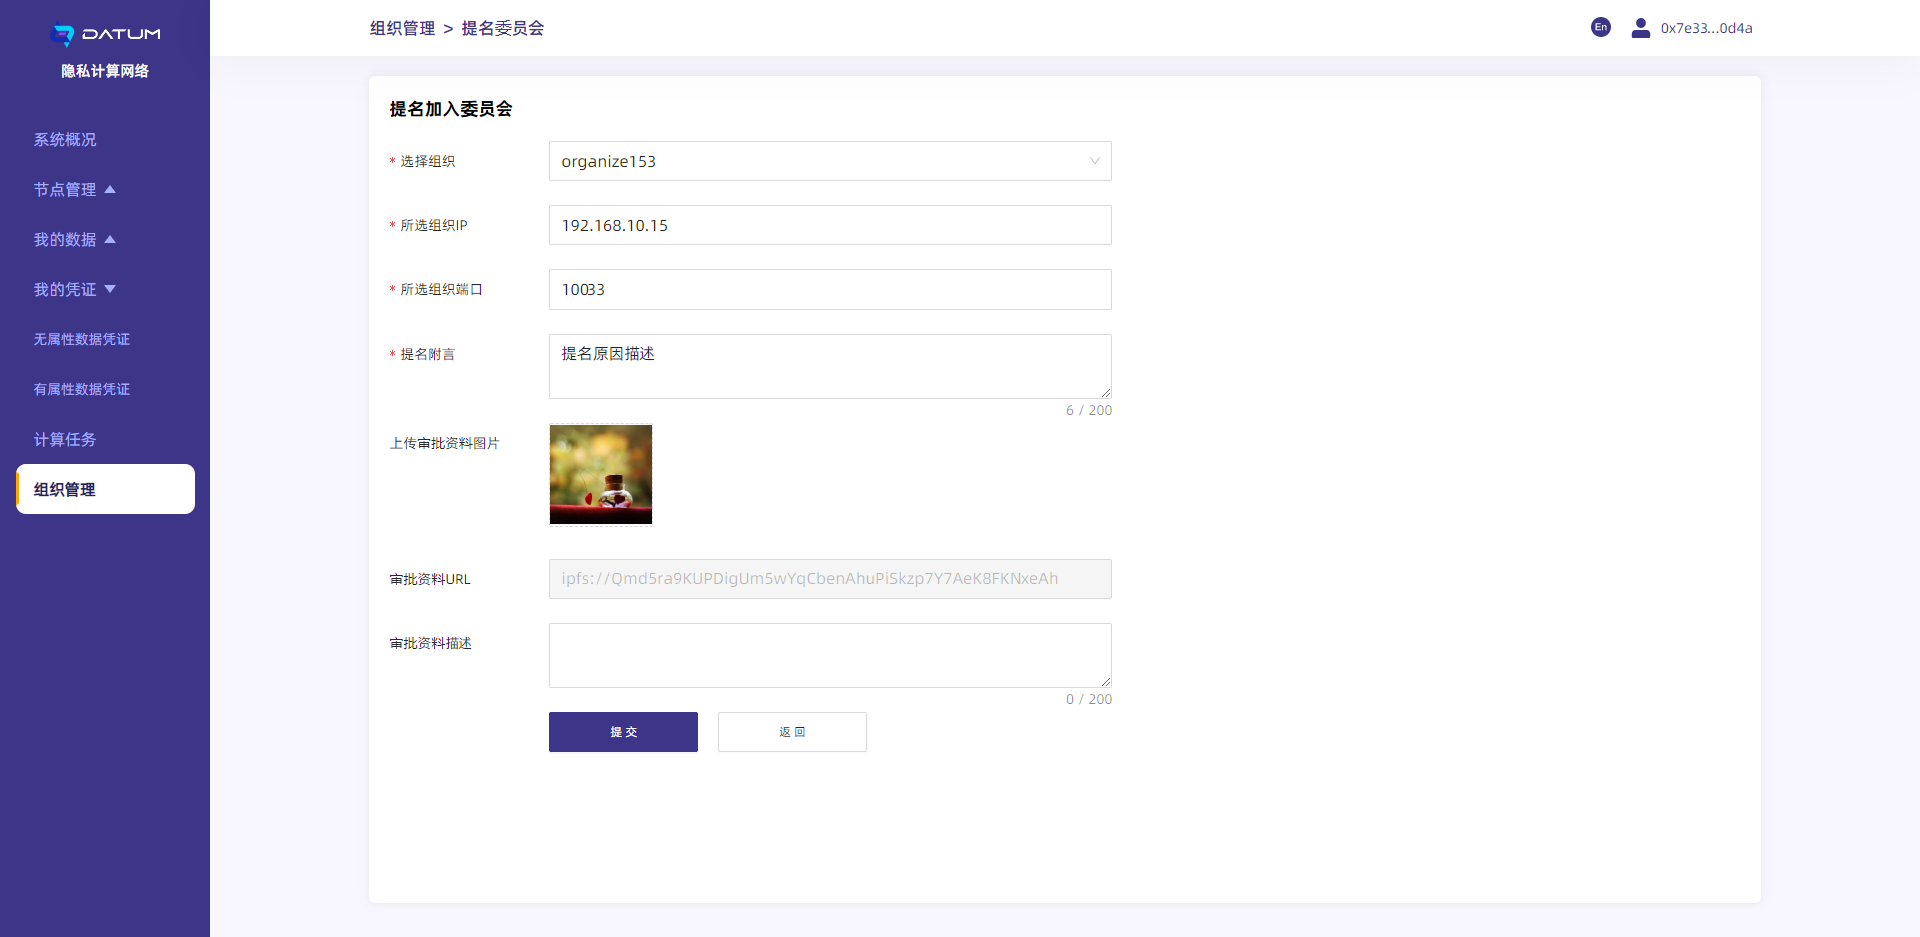 DATUM
隐私计算网络
系统概况
节点管理
我的数据
我的凭证
无属性数据凭证
有属性数据凭证
计算任务
组织管理
组织管理 > 提名委员会
En
0x7e33...0d4a
提名加入委员会
* 选择组织
organize153
* 所选组织IP
192.168.10.15
* 所选组织端口
10033
* 提名附言
提名原因描述
6 / 200
上传审批资料图片
审批资料URL
ipfs://Qmd5ra9KUPDigUm5wYqCbenAhuPiSkzp7Y7AeK8FKNxeAh
审批资料描述
0 / 200
提 交
返 回